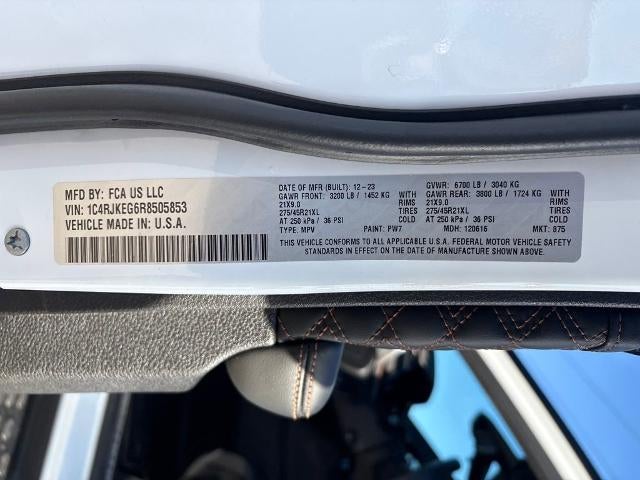 MFD BY: FCA US LLC
VIN: 1C4RJKEG6R8505853
VEHICLE MADE IN: U.S.A.
DATE OF MFR (BUILT) 12-23 GVWR: 6700 LB / 3040 KG
GAWR FRONT: 3200 LB / 1452 KG GAWR REAR: 3800 LB / 1724 KG
21X9.0 RIMS 21X9.0 RIMS
275/45R21XL TIRES 275/45R21XL TIRES
AT 250 kPa / 36 PSI COLD AT 250 kPa / 36 PSI COLD
TYPE: MPV PAINT: PW7 MDH: 120616 MKT: 875
THIS VEHICLE CONFORMS TO ALL APPLICABLE U.S.A. FEDERAL MOTOR VEHICLE SAFETY
STANDARDS IN EFFECT ON THE DATE OF MANUFACTURE SHOWN ABOVE.